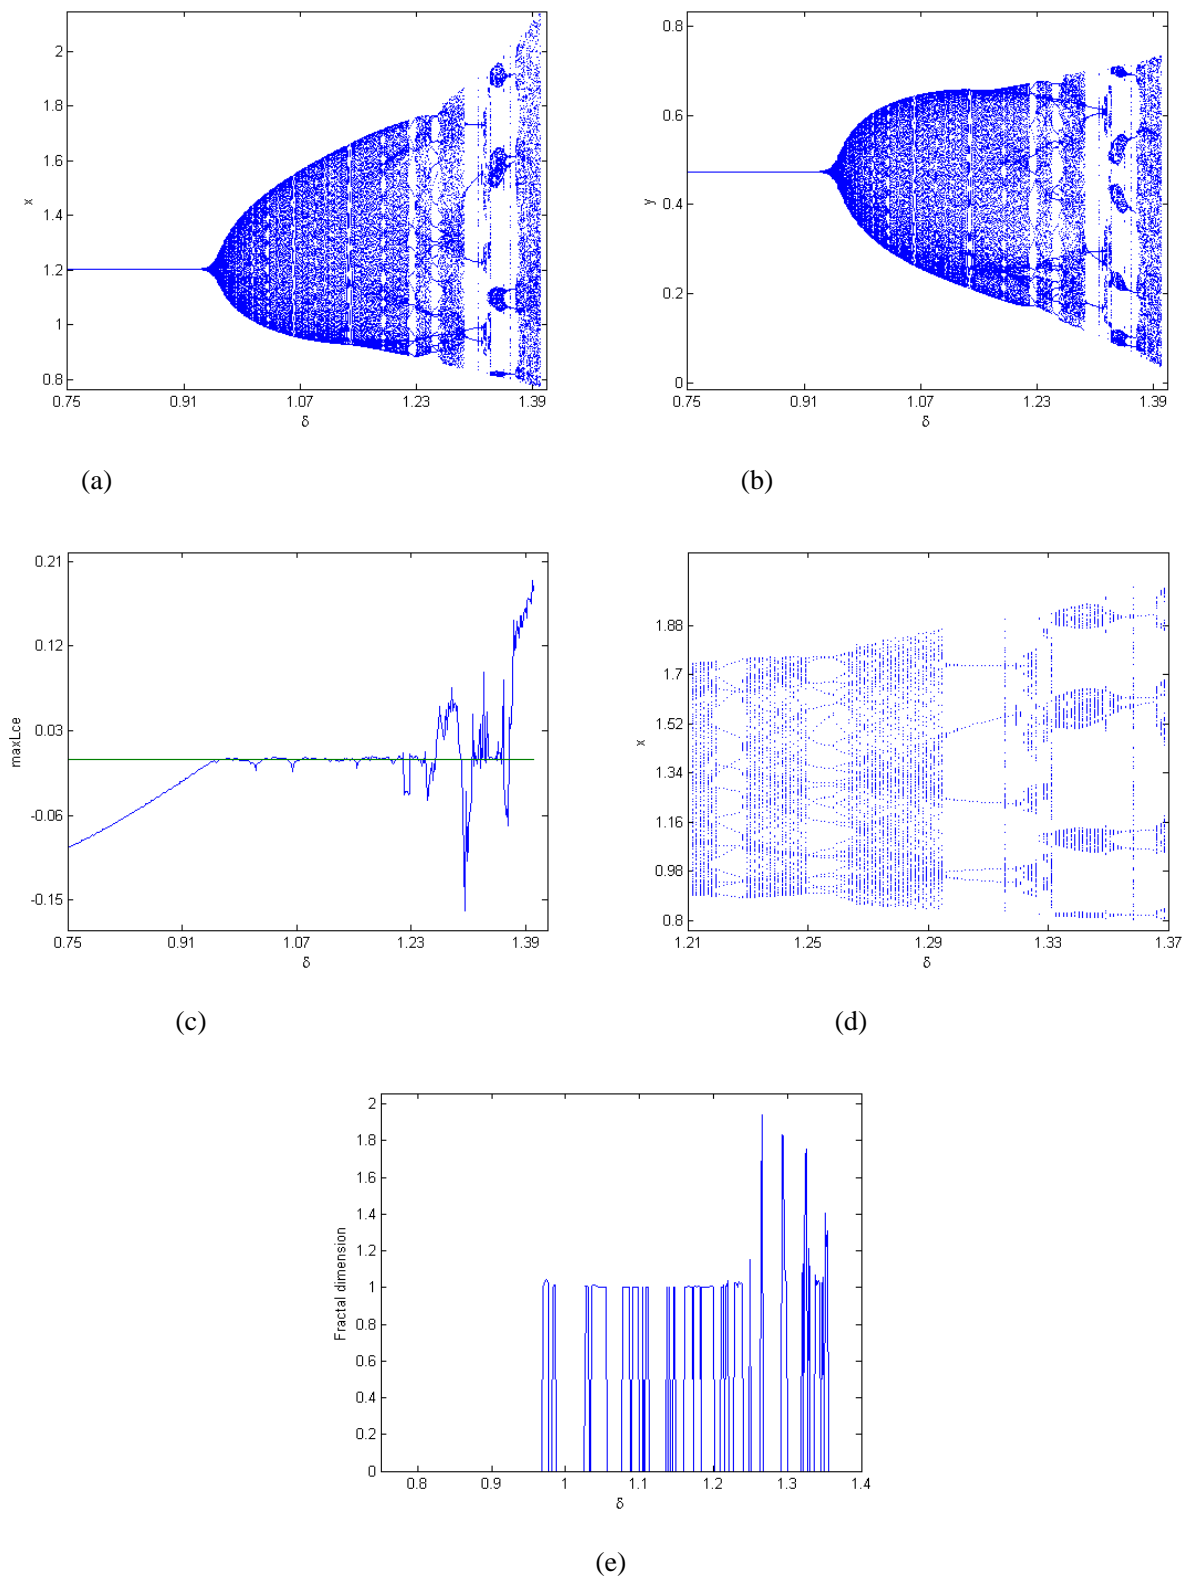 2
1.8
1.6
x
1.4
1.2
1
0.8
0.75 0.91 1.07 1.23 1.39
δ
(a)
0.8
0.6
y
0.4
0.2
0
0.75 0.91 1.07 1.23 1.39
δ
(b)
0.21
0.12
0.03
maxLce
-0.06
-0.15
0.75 0.91 1.07 1.23 1.39
δ
(c)
1.88
1.7
1.52
x
1.34
1.16
0.98
0.8
1.21 1.25 1.29 1.33 1.37
δ
(d)
2
1.8
1.6
1.4
1.2
1
Fractal dimension
0.8
0.6
0.4
0.2
0
0.8 0.9 1 1.1 1.2 1.3 1.4
δ
(e)